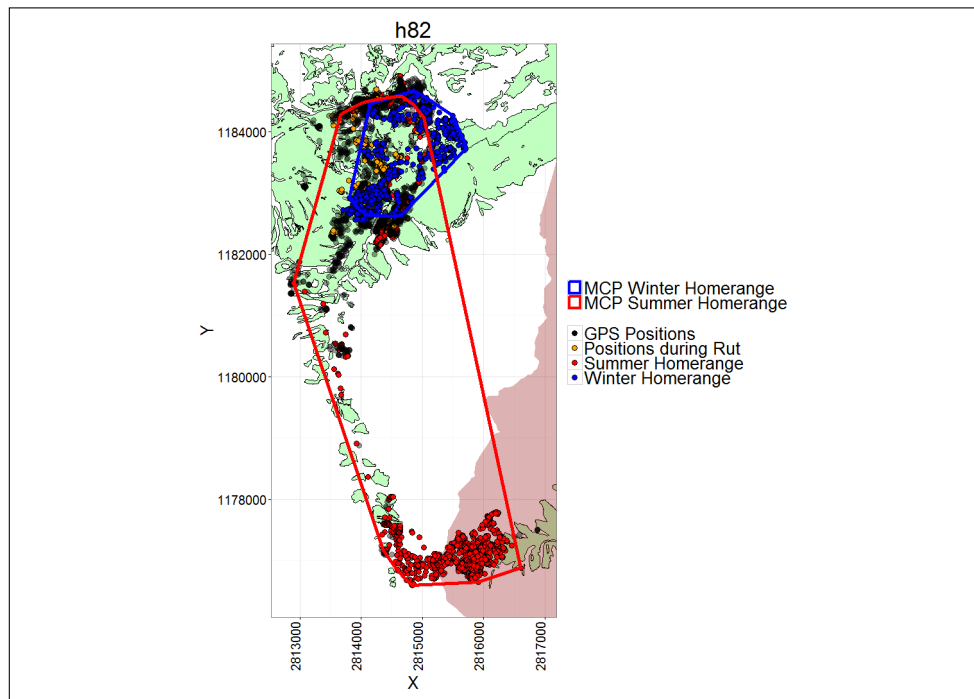 h82
1184000
1182000
1180000
1178000
Y
2813000
2814000
2815000
2816000
2817000
X
MCP Winter Homerange
MCP Summer Homerange
GPS Positions
Positions during Rut
Summer Homerange
Winter Homerange